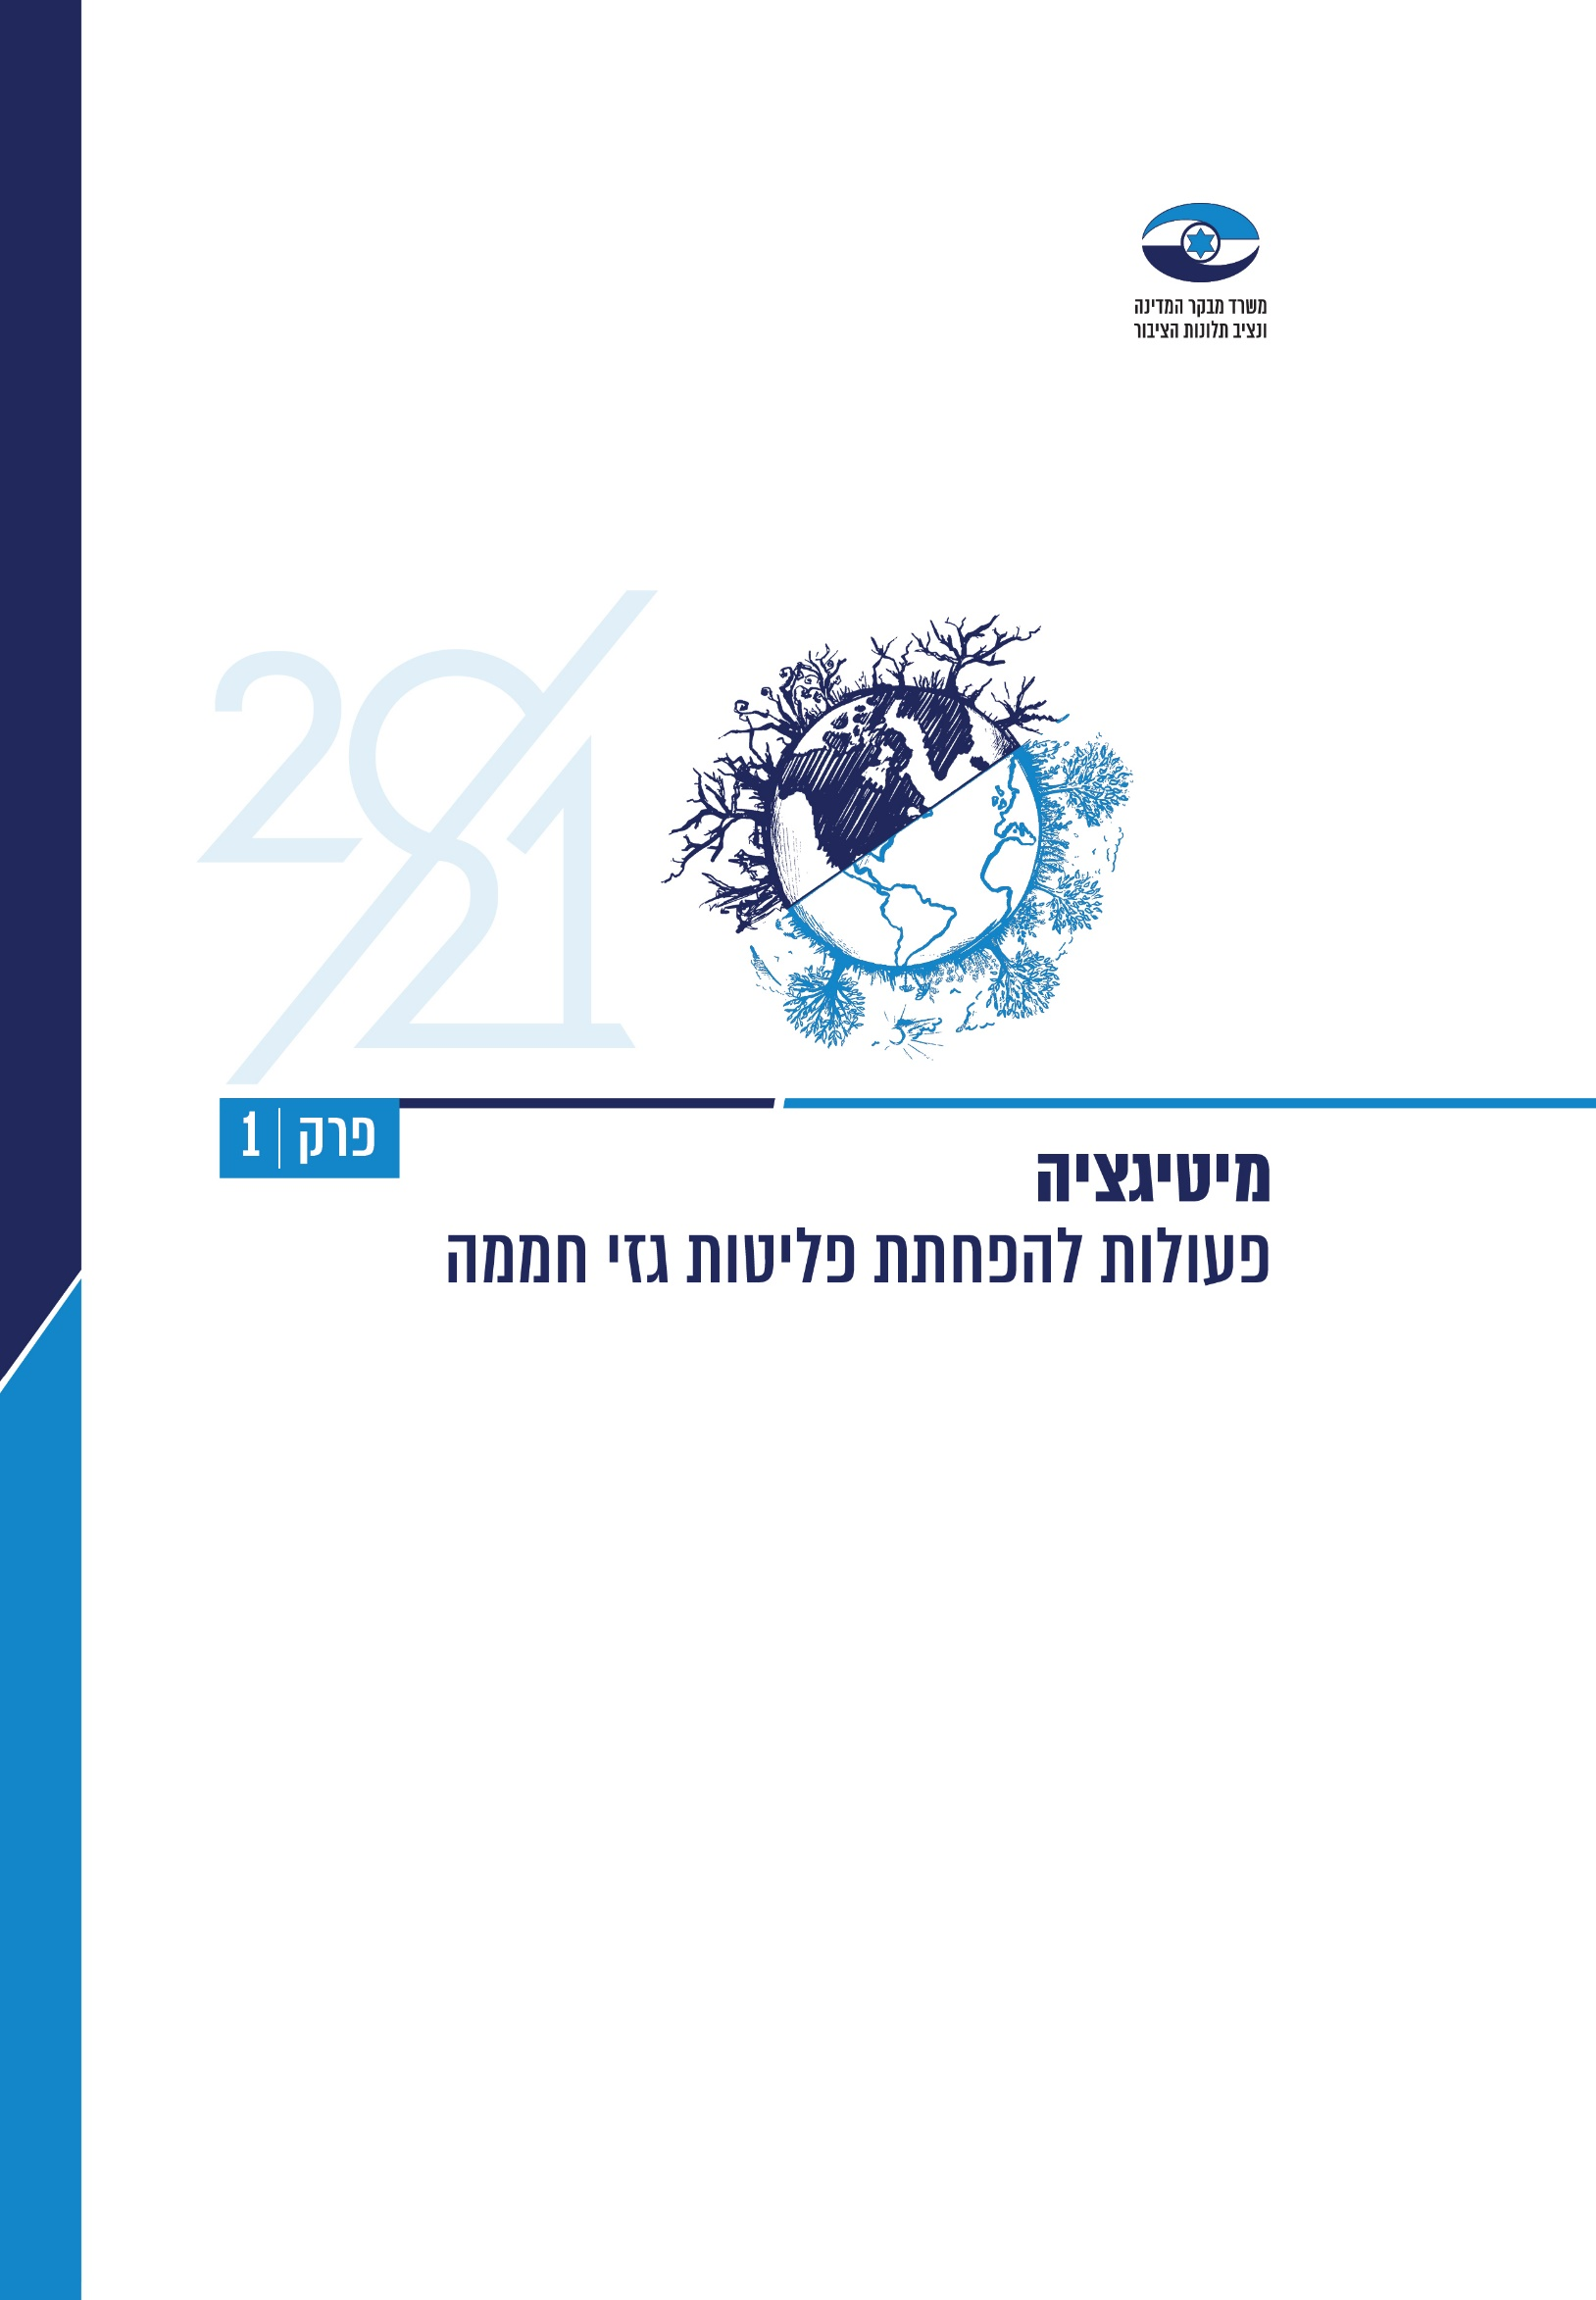 משרד מבקר המדינה
ונציב תלונות הציבור
2021
פרק | 1
מיטיגציה
פעולות להפחתת פליטות גזי חממה